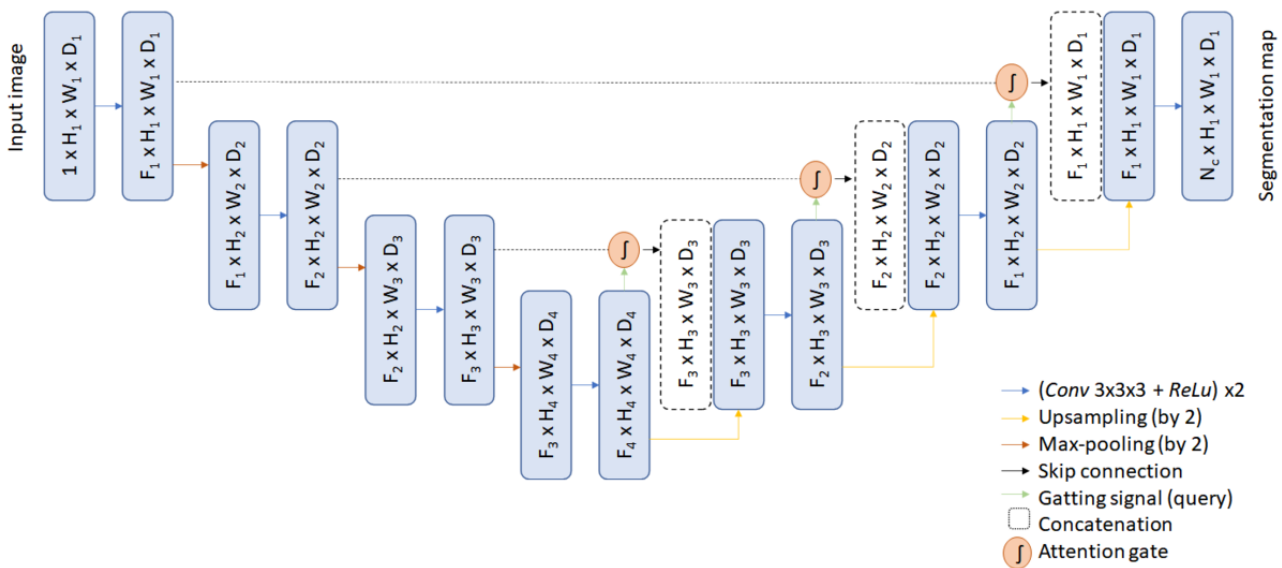 Input image
1 x H₁ x W₁ x D₁
F₁ x H₁ x W₁ x D₁
F₁ x H₂ x W₂ x D₂
F₂ x H₂ x W₂ x D₂
F₂ x H₂ x W₃ x D₃
F₃ x H₃ x W₃ x D₃
F₃ x H₄ x W₄ x D₄
F₄ x H₄ x W₄ x D₄
ʃ
F₃ x H₃ x W₃ x D₃
F₃ x H₃ x W₃ x D₃
F₂ x H₃ x W₃ x D₃
ʃ
F₂ x H₂ x W₂ x D₂
F₂ x H₂ x W₂ x D₂
F₁ x H₂ x W₂ x D₂
ʃ
F₁ x H₁ x W₁ x D₁
F₁ x H₁ x W₁ x D₁
N꜀ x H₁ x W₁ x D₁
Segmentation map
(Conv 3x3x3 + ReLu) x2
Upsampling (by 2)
Max-pooling (by 2)
Skip connection
Gatting signal (query)
Concatenation
ʃ Attention gate